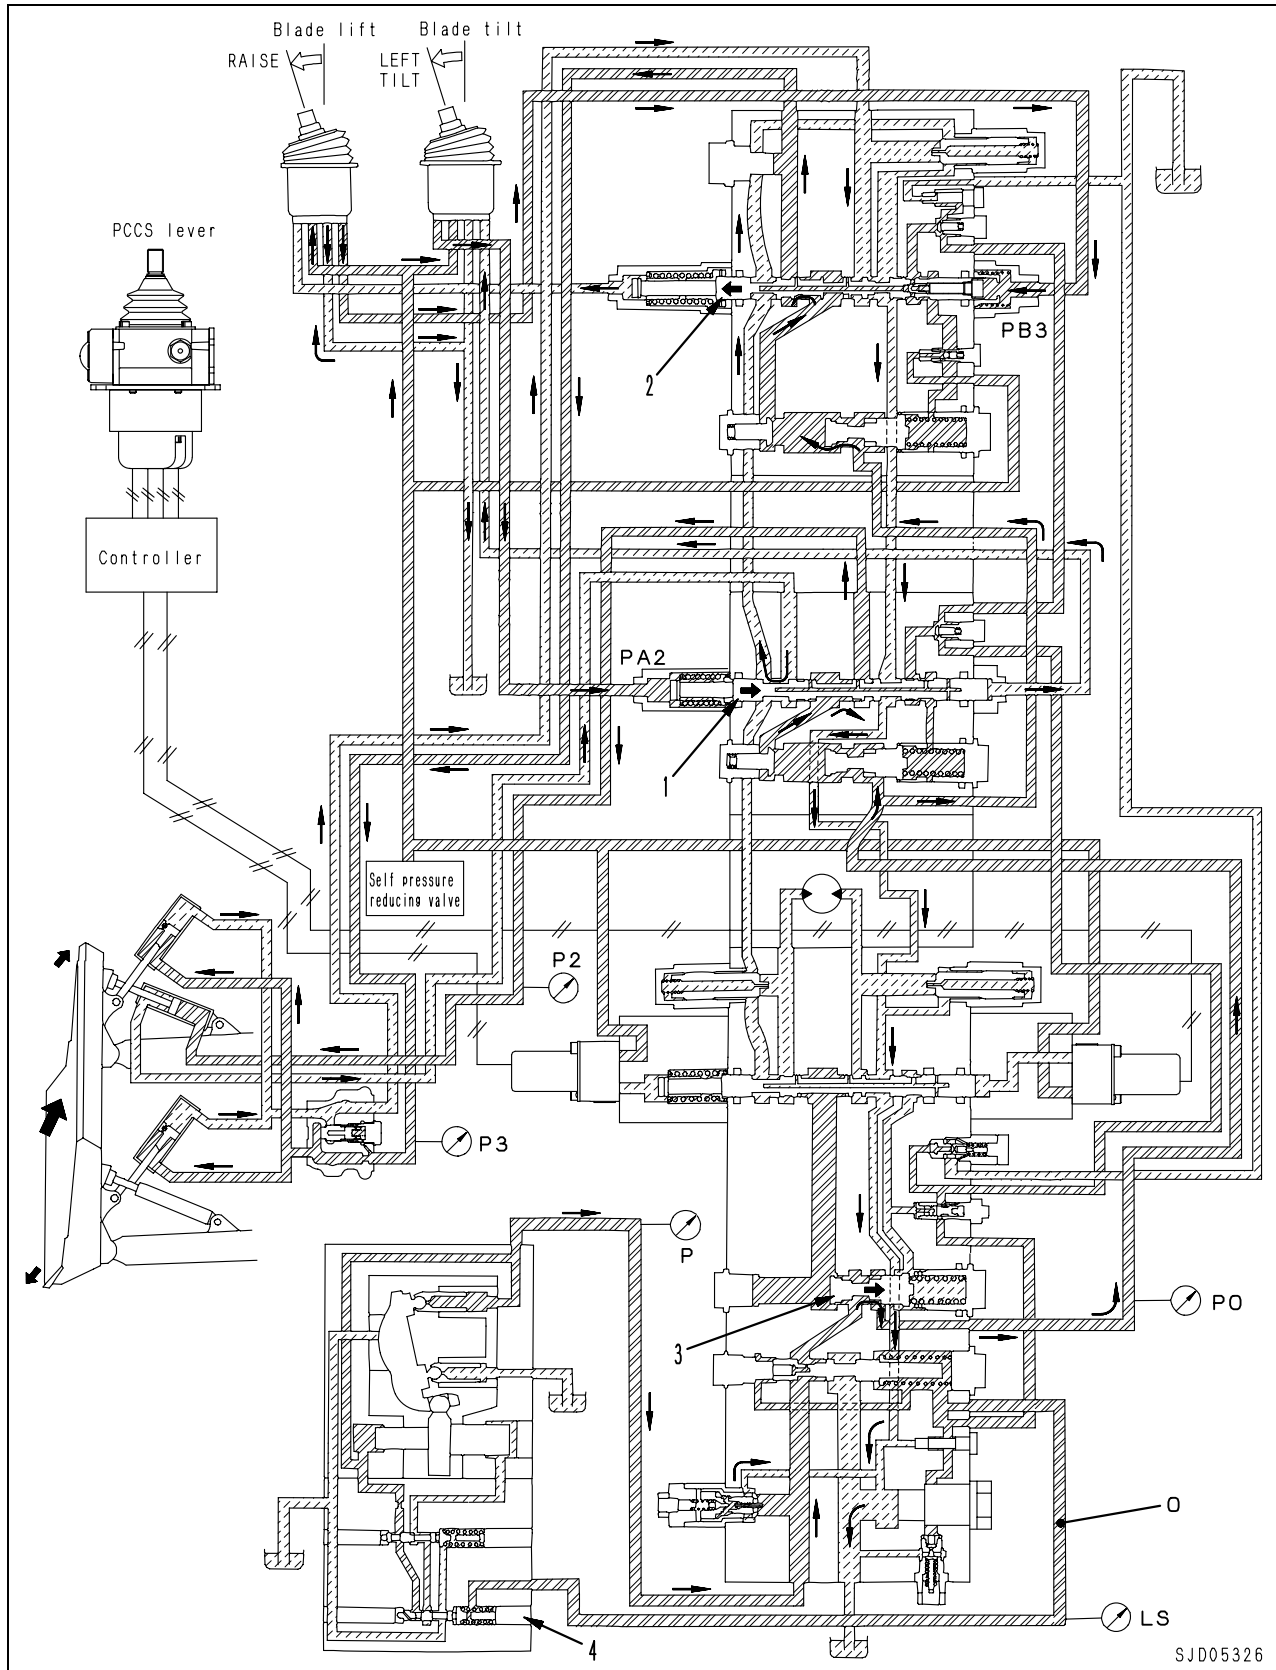 Blade lift
Blade tilt
RAISE
LEFT
TILT
PCCS lever
PB3
2
Controller
PA2
1
Self pressure
reducing valve
P2
P3
P
PO
3
O
LS
4
SJD05326